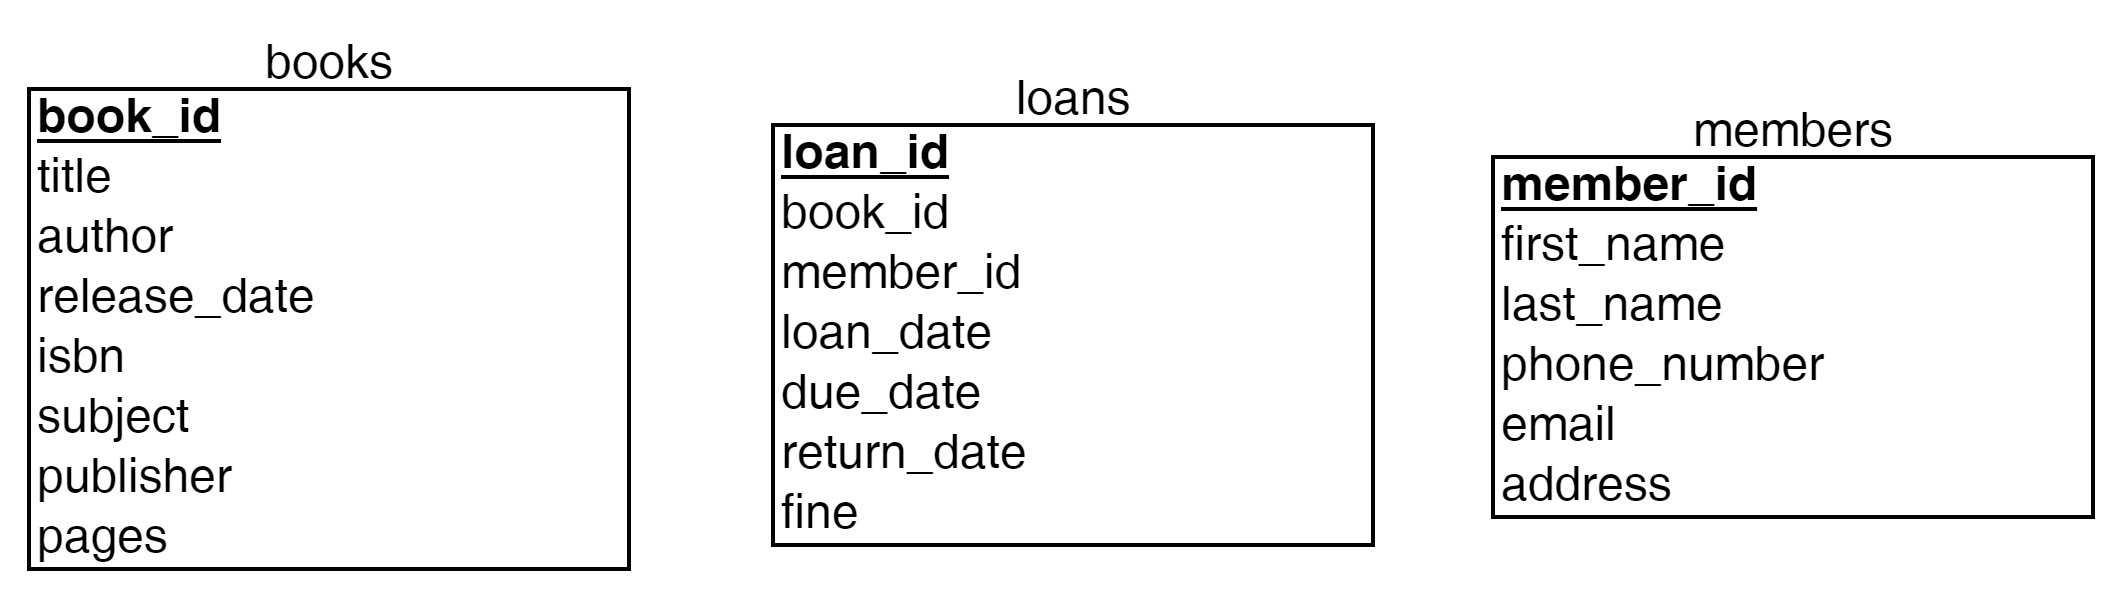 books
book_id
title
author
release_date
isbn
subject
publisher
pages
loans
loan_id
book_id
member_id
loan_date
due_date
return_date
fine
members
member_id
first_name
last_name
phone_number
email
address